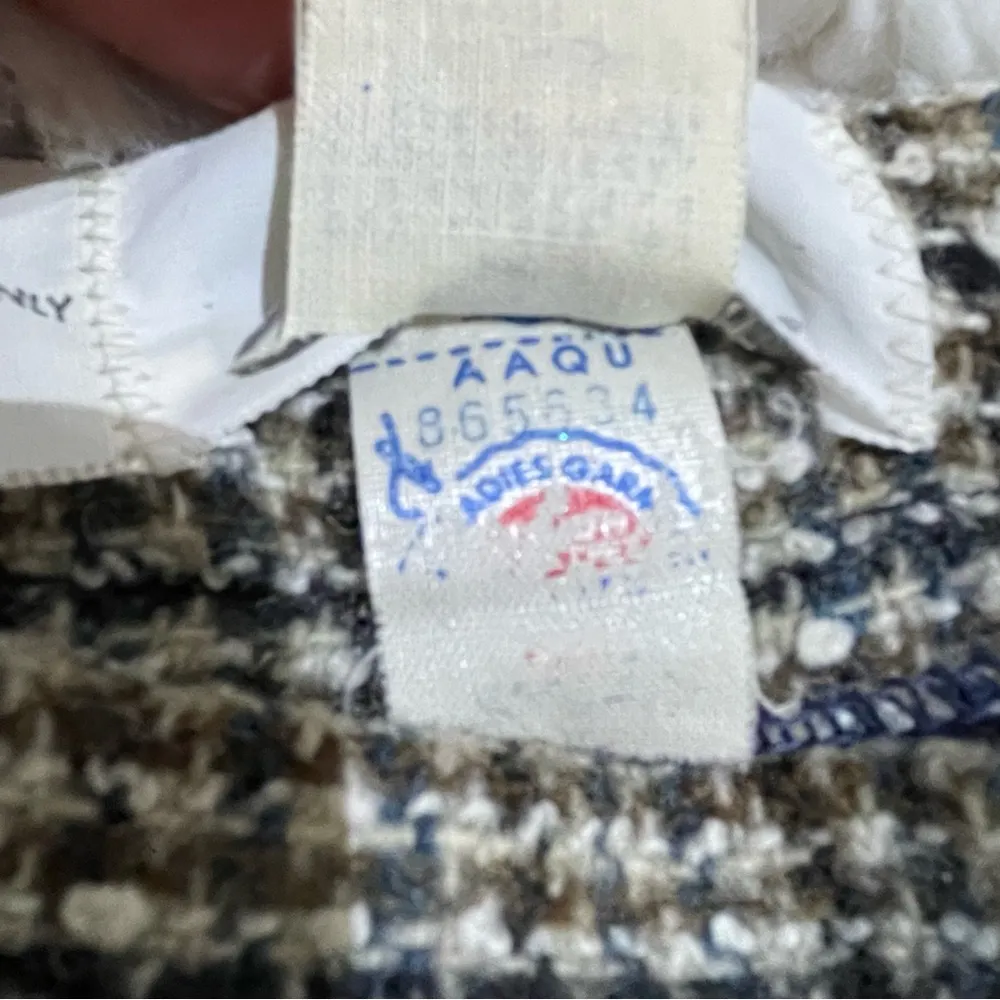 NLY
AAQU
865634
ADIES GARM